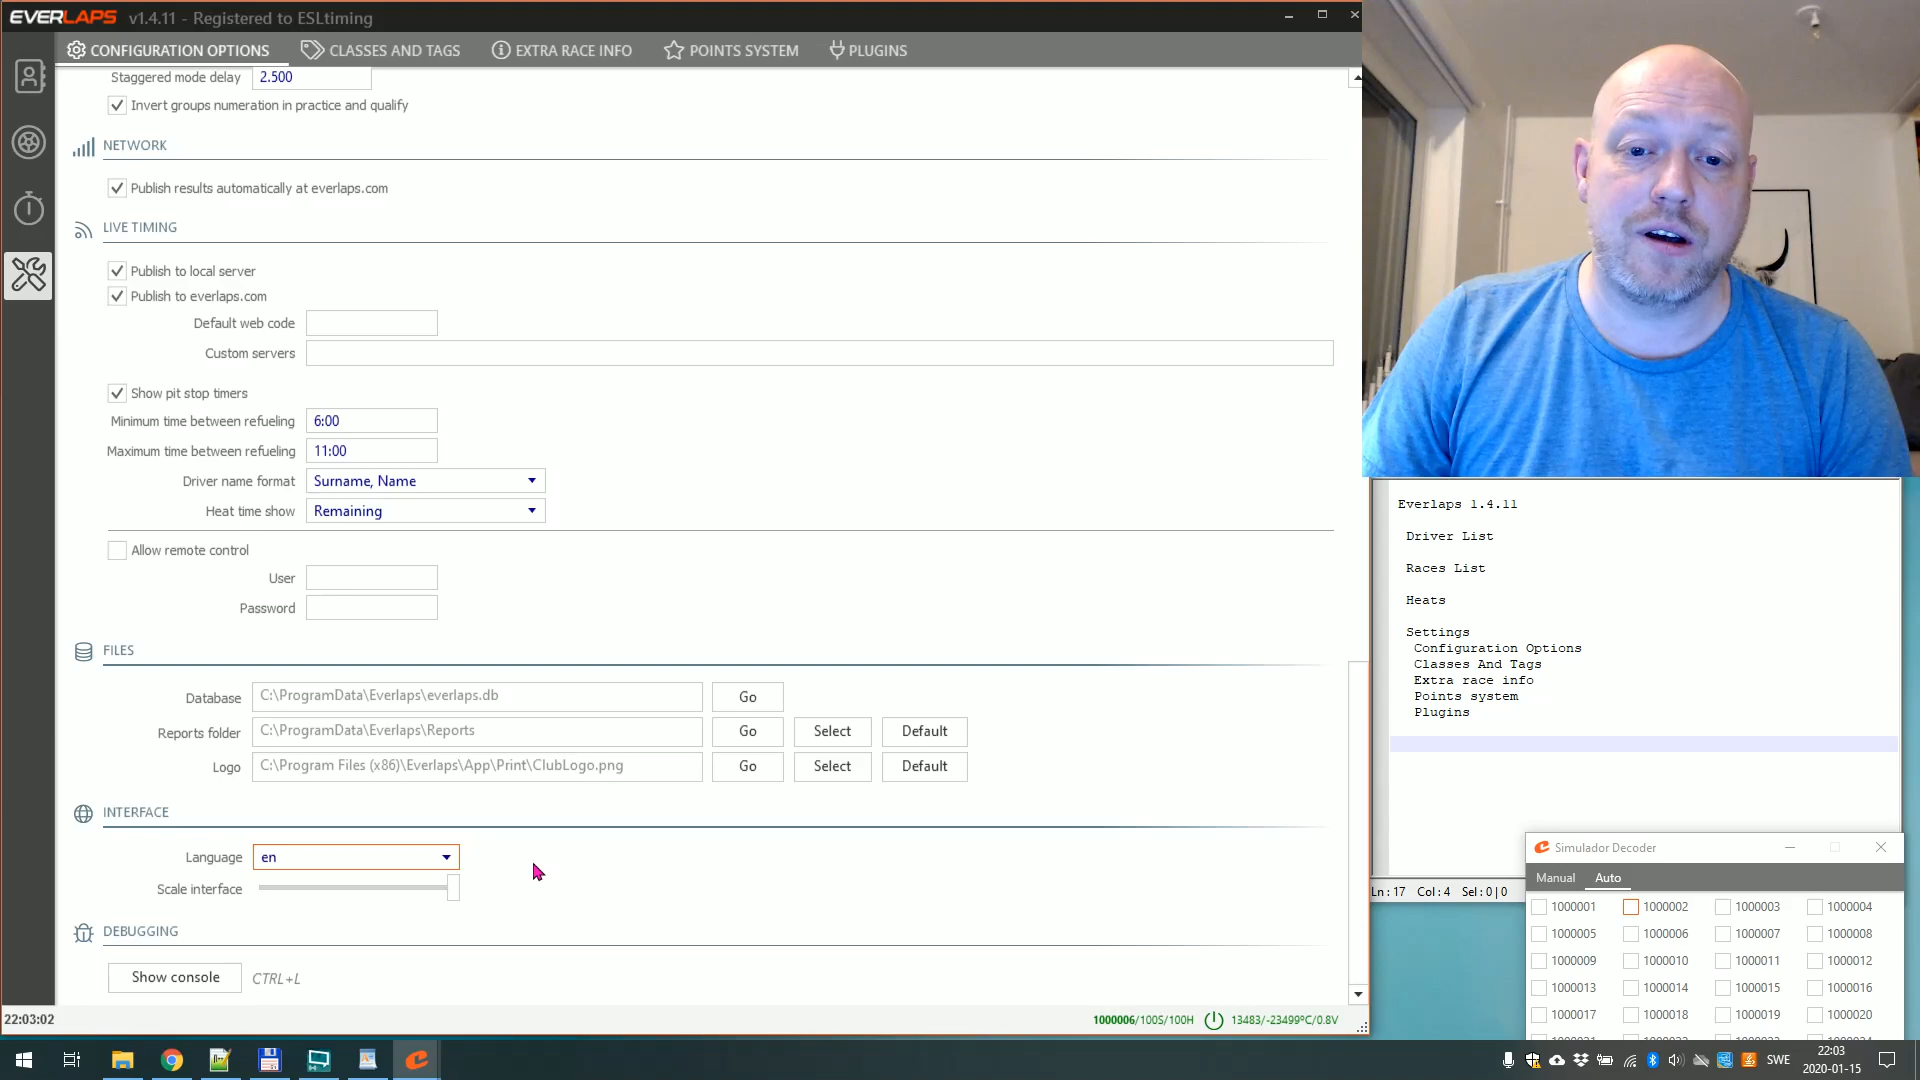 EVERLAPS v1.4.11 - Registered to ESLtiming
CONFIGURATION OPTIONS CLASSES AND TAGS EXTRA RACE INFO POINTS SYSTEM PLUGINS
Staggered mode delay 2.500
Invert groups numeration in practice and qualify
NETWORK
Publish results automatically at everlaps.com
LIVE TIMING
Publish to local server
Publish to everlaps.com
Default web code
Custom servers
Show pit stop timers
Minimum time between refueling 6:00
Maximum time between refueling 11:00
Driver name format Surname, Name
Heat time show Remaining
Allow remote control
User
Password
FILES
Database C:\ProgramData\Everlaps\everlaps.db Go
Reports folder C:\ProgramData\Everlaps\Reports Go Select Default
Logo C:\Program Files (x86)\Everlaps\App\Print\ClubLogo.png Go Select Default
INTERFACE
Language en
Scale interface
DEBUGGING
Show console CTRL+L
22:03:02 1000006/100S/100H 13483/-23499ºC/0.8V
Everlaps 1.4.11
Driver List
Races List
Heats
Settings
Configuration Options
Classes And Tags
Extra race info
Points system
Plugins
Ln:17 Col:4 Sel:0|0
Simulador Decoder
Manual Auto
1000001 1000002 1000003 1000004
1000005 1000006 1000007 1000008
1000009 1000010 1000011 1000012
1000013 1000014 1000015 1000016
1000017 1000018 1000019 1000020
SWE 22:03
2020-01-15